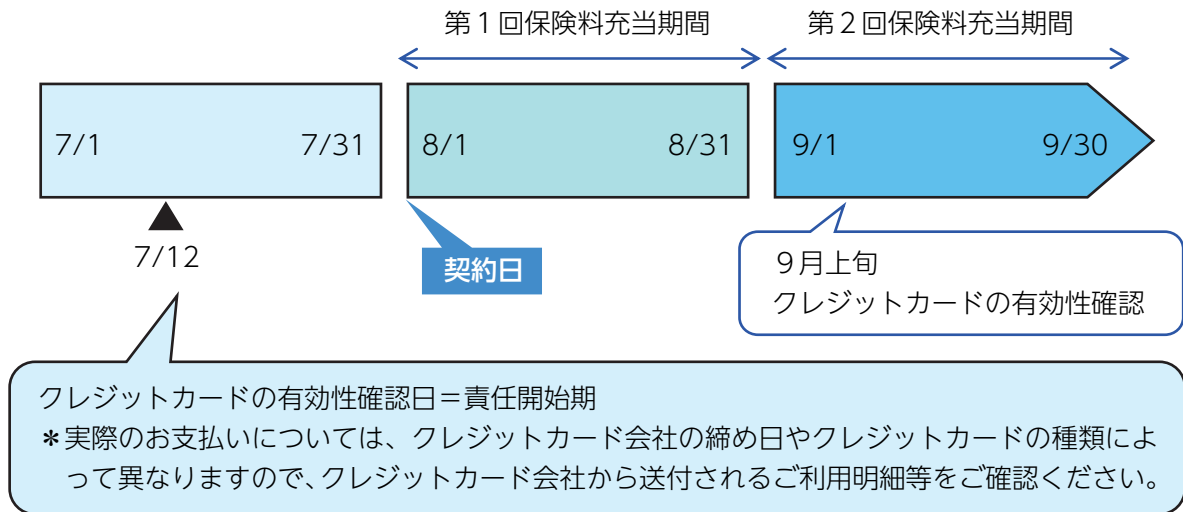 第1回保険料充当期間
第2回保険料充当期間
7/1
7/31
8/1
8/31
9/1
9/30
7/12
契約日
9月上旬
クレジットカードの有効性確認
クレジットカードの有効性確認日＝責任開始期
＊実際のお支払いについては、クレジットカード会社の締め日やクレジットカードの種類によ
って異なりますので、クレジットカード会社から送付されるご利用明細等をご確認ください。